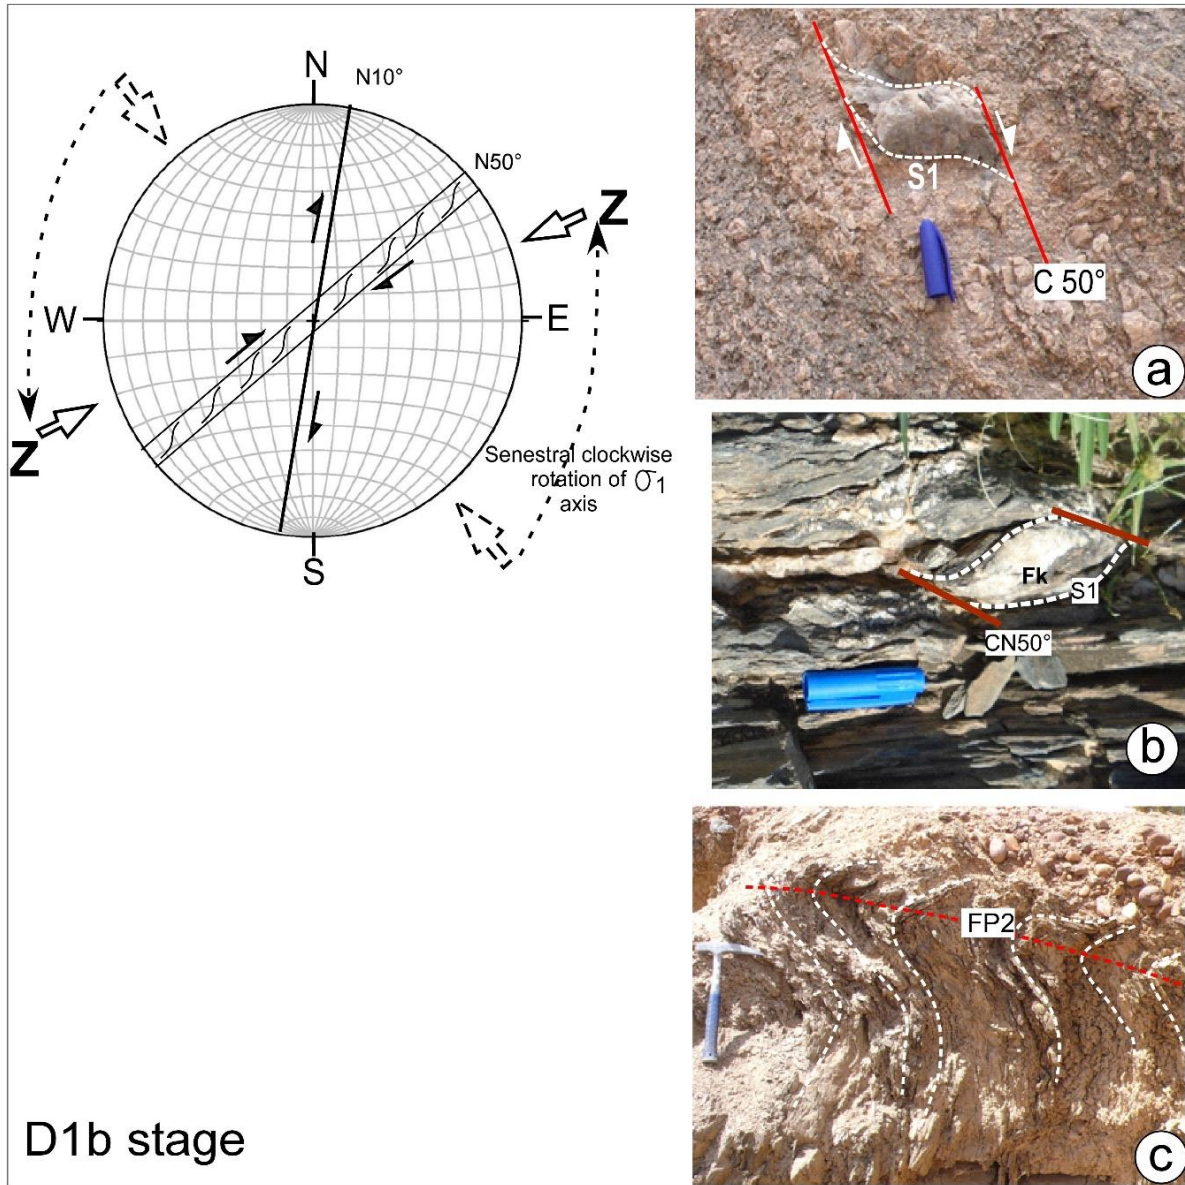 N
N10°
N50°
Z
W
E
Z
Senestral clockwise
rotation of σ1
axis
S
D1b stage
S1
C 50°
a
Fk
S1
CN50°
b
FP2
c